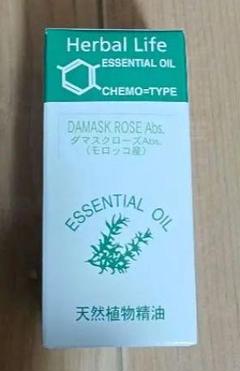 Herbal Life
ESSENTIAL OIL
CHEMO=TYPE
DAMASK ROSE Abs.
ダマスクローズAbs.
(モロッコ産)
ESSENTIAL OIL
天然植物精油